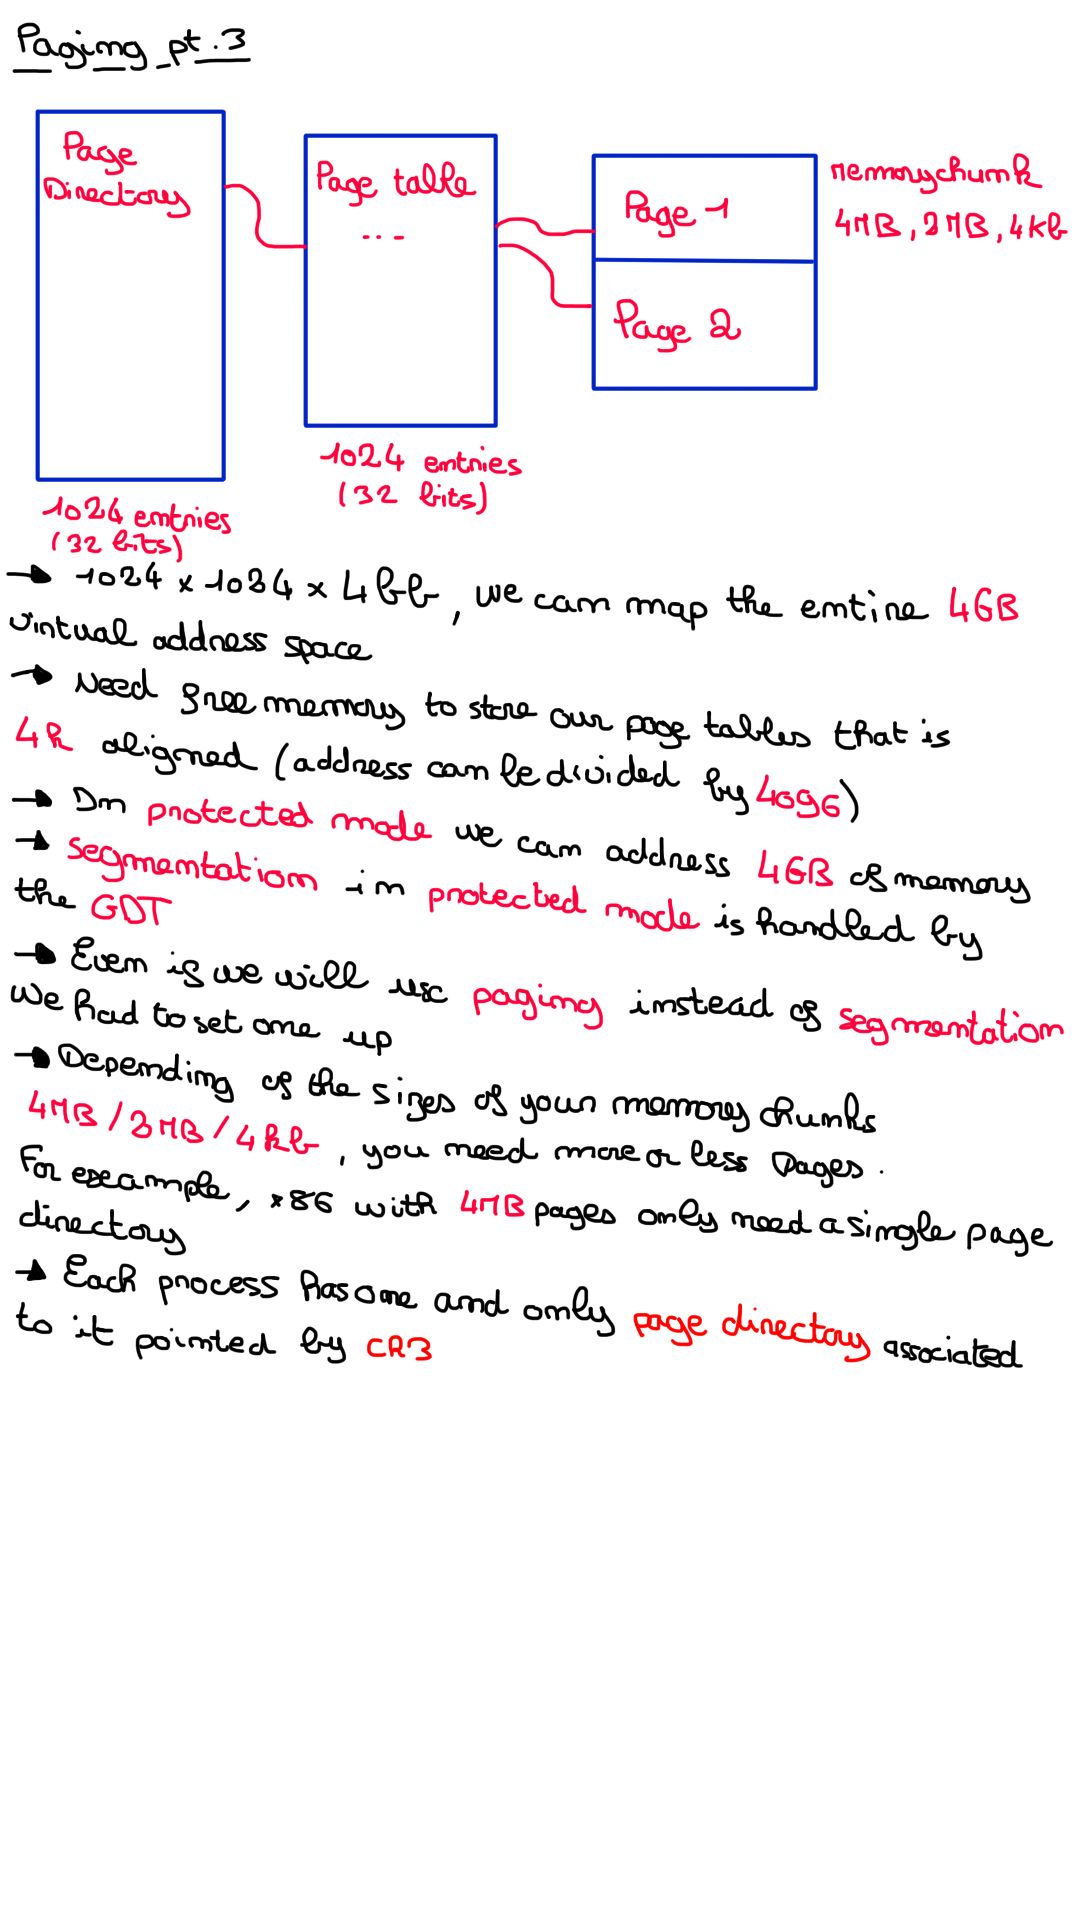 Paging pt.3
Page
Directory
Page table
...
Page 1
Page 2
memory chunk
4MB, 2MB, 4kb
1024 entries
(32 bits)
1024 entries
(32 bits)
→ 1024 x 1024 x 4kb, we can map the entire 4GB
virtual address space
→ Need free memory to store our page tables that is
4k aligned (address can be divided by 4096)
→ In protected mode we can address 4GB of memory
→ segmentation in protected mode is handled by
the GDT
→ Even if we will use paging instead of segmentation
we had to set one up
→ Depending of the sizes of your memory chunks
4MB / 2MB / 4kb, you need more or less pages.
For example, x86 with 4MB pages only need a single page
directory
→ Each process has one and only page directory associated
to it pointed by CR3